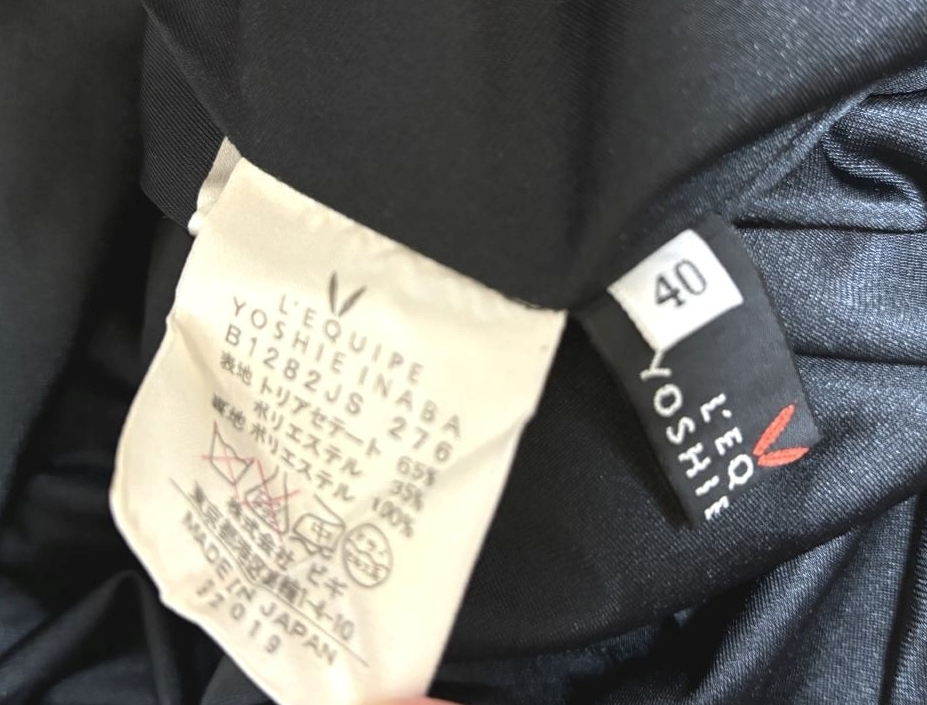 L'EQUIPE
YOSHIE INABA
B1282JS 276
表地 トリアセテート 65%
ポリエステル 35%
裏地 ポリエステル 100%
株式会社 ビギ
MADE IN JAPAN
J2019
40
L'EQ
YOSHIE